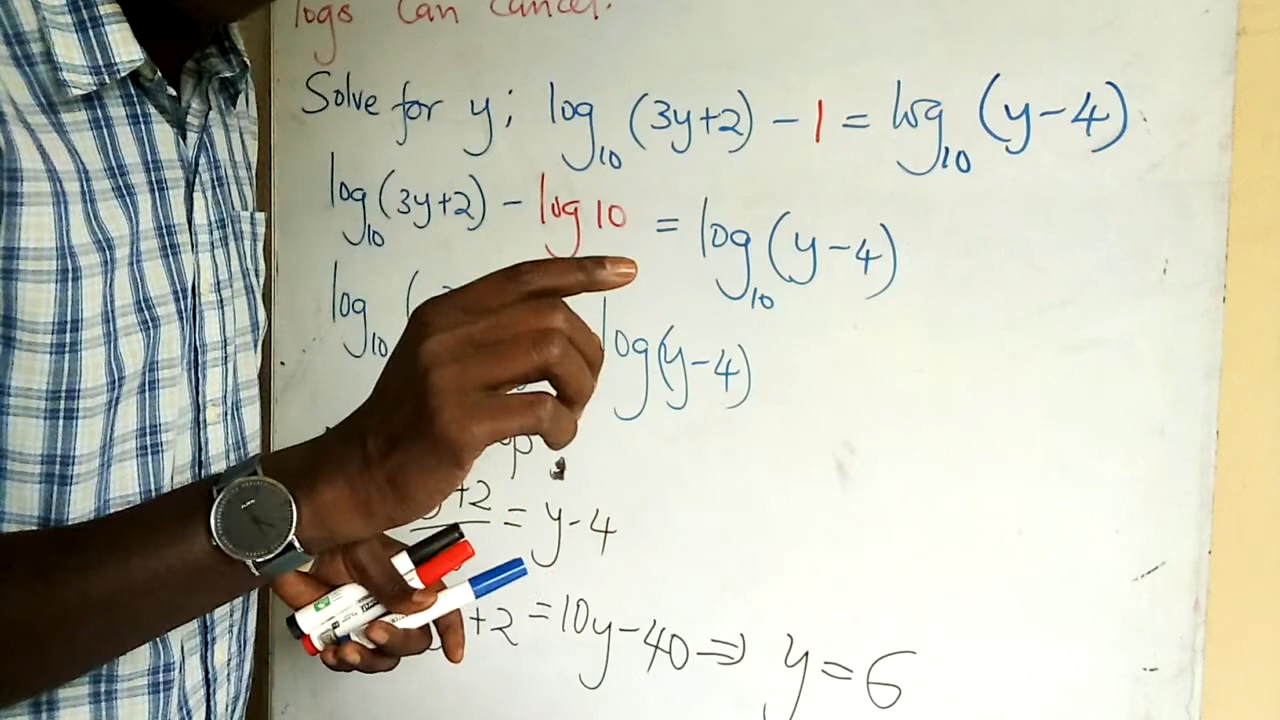 logs can cancel.
Solve for y; log₁₀ (3y+2) - 1 = log₁₀ (y-4)
log₁₀ (3y+2) - log 10 = log₁₀ (y-4)
log₁₀ ( log(y-4)
+2 = y-4
+2 = 10y-40 ⇒ y = 6